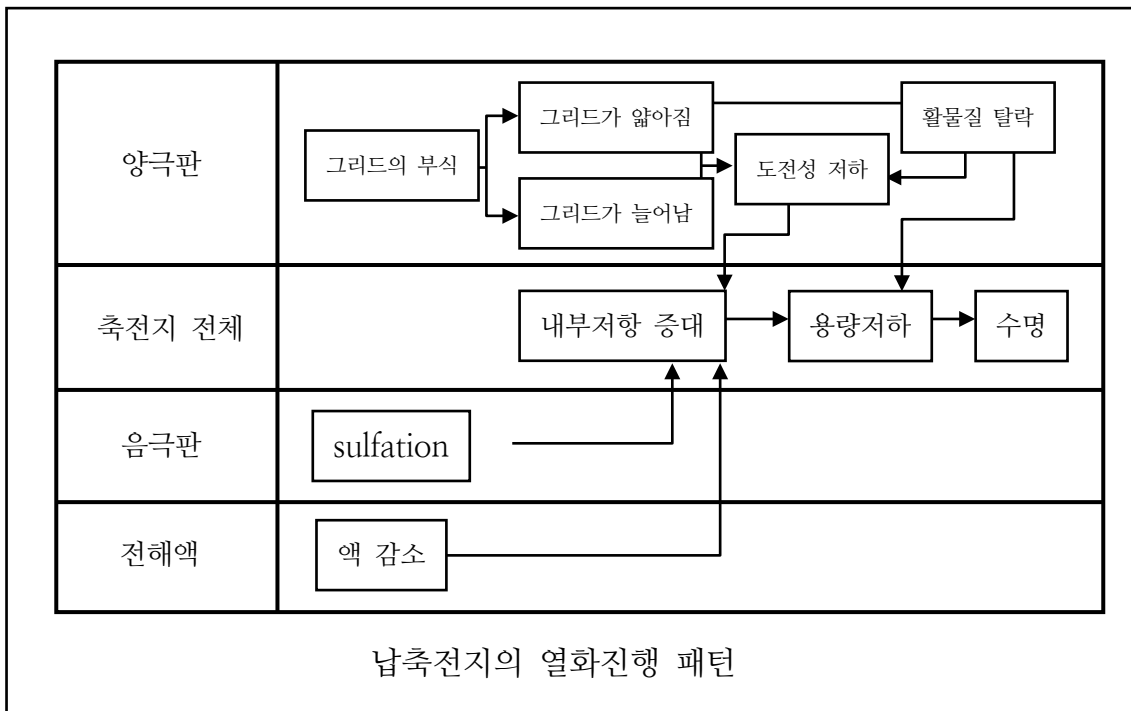 양극판
그리드의 부식
그리드가 얇아짐
그리드가 늘어남
도전성 저하
활물질 탈락
축전지 전체
내부저항 증대
용량저하
수명
음극판
sulfation
전해액
액 감소
납축전지의 열화진행 패턴